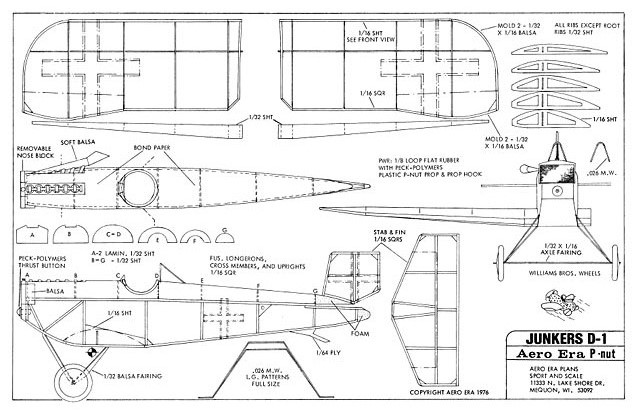 1/16 SHT
SEE FRONT VIEW
MOLD 2 - 1/32
X 1/16 BALSA
ALL RIBS EXCEPT ROOT
RIBS 1/32 SHT
1/16 SQR
1/32 SHT
MOLD 2 - 1/32
X 1/16 BALSA
REMOVABLE
NOSE BLOCK
SOFT BALSA
BOND PAPER
PWR: 1/8 LOOP FLAT RUBBER
WITH PECK-POLYMERS
PLASTIC P-NUT PROP & PROP HOOK
.026 M.W.
A
B
C=D
E
F
G
STAB & FIN
1/16 SQRS
1/32 X 1/16
AXLE FAIRING
WILLIAMS BROS. WHEELS
PECK-POLYMERS
THRUST BUTTON
A-2 LAMIN. 1/32 SHT
B=G - 1/32 SHT
FUS. LONGERONS,
CROSS MEMBERS, AND UPRIGHTS
1/16 SQR
A
B
C
D
E
F
G
BALSA
1/16 SHT
FOAM
1/64 PLY
1/32 BALSA FAIRING
.026 M.W.
L.G. PATTERNS
FULL SIZE
COPYRIGHT AERO ERA 1976
JUNKERS D-1
Aero Era P-nut
AERO ERA PLANS
SPORT AND SCALE
11333 N. LAKE SHORE DR.
MEQUON, WI. 53092